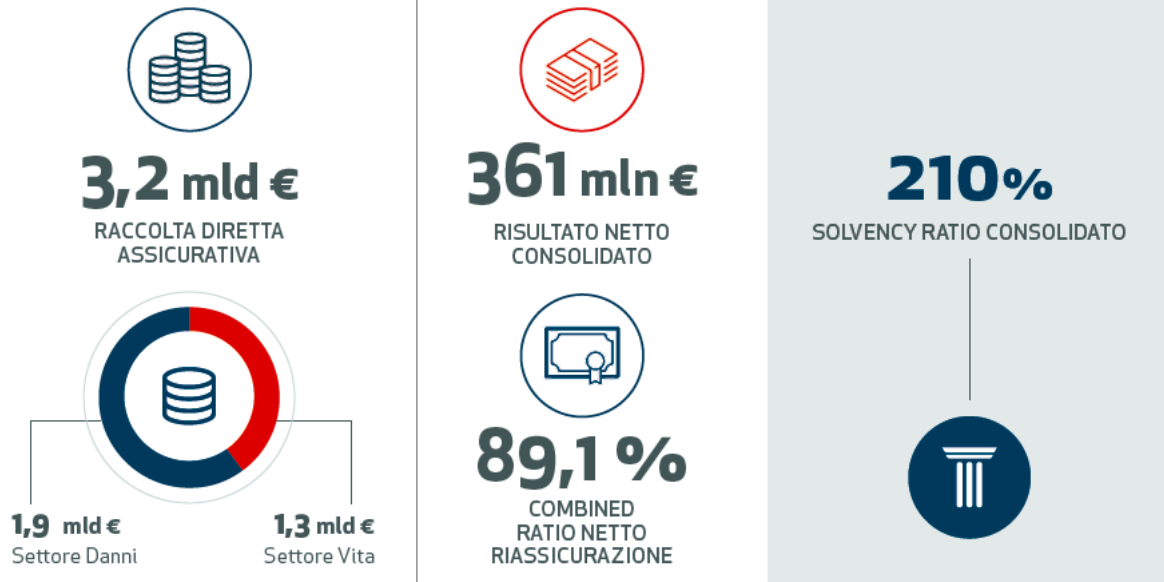 3,2 mld €
RACCOLTA DIRETTA
ASSICURATIVA
1,9 mld €
Settore Danni
1,3 mld €
Settore Vita
361 mln €
RISULTATO NETTO
CONSOLIDATO
89,1 %
COMBINED
RATIO NETTO
RIASSICURAZIONE
210%
SOLVENCY RATIO CONSOLIDATO